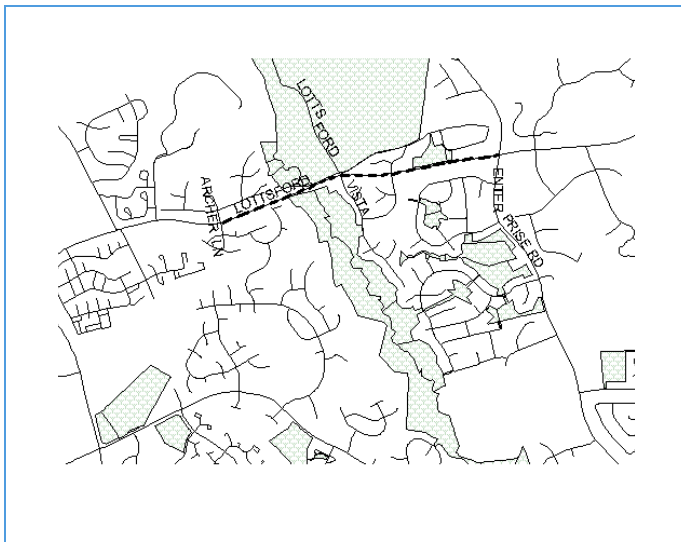 LOTTS FORD
VISTA
LOTTSFORD
ARCHER LN
ENTER PRISE RD